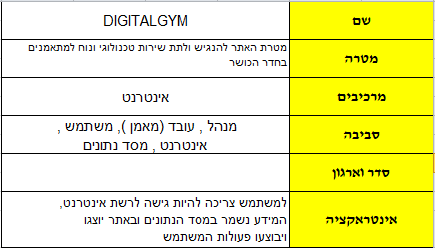 שם
DIGITALGYM
מטרה
מטרת האתר להנגיש ולתת שירות טכנולוגי ונוח למתאמנים
בחדר הכושר
מרכיבים
אינטרנט
סביבה
מנהל , עובד (מאמן ), משתמש ,
אינטרנט , מסד נתונים
סדר וארגון
אינטראקציה
למשתמש צריכה להיות גישה לרשת אינטרנט,
המידע נשמר במסד הנתונים ובאתר יוצגו
ויבוצעו פעולות המשתמש